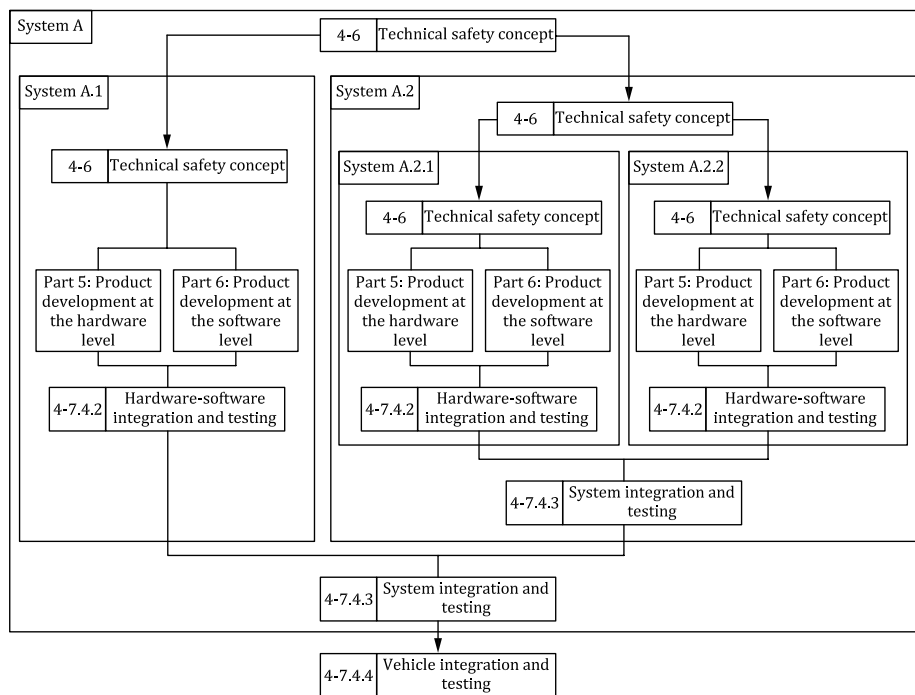 System A
4-6 Technical safety concept
System A.1
System A.2
4-6 Technical safety concept
4-6 Technical safety concept
System A.2.1
System A.2.2
4-6 Technical safety concept
4-6 Technical safety concept
Part 5: Product
development at
the hardware
level
Part 6: Product
development at
the software
level
Part 5: Product
development at
the hardware
level
Part 6: Product
development at
the software
level
Part 5: Product
development at
the hardware
level
Part 6: Product
development at
the software
level
4-7.4.2
Hardware-software
integration and testing
4-7.4.2
Hardware-software
integration and testing
4-7.4.2
Hardware-software
integration and testing
4-7.4.3
System integration and
testing
4-7.4.3
System integration and
testing
4-7.4.4
Vehicle integration and
testing